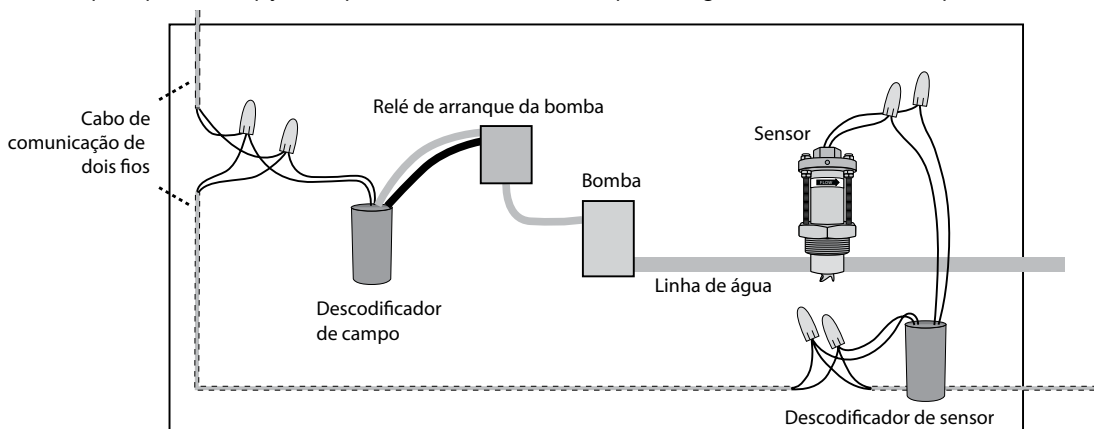 Cabo de
comunicação de
dois fios
Relé de arranque da bomba
Sensor
FLOW
Bomba
Linha de água
Descodificador
de campo
Descodificador de sensor